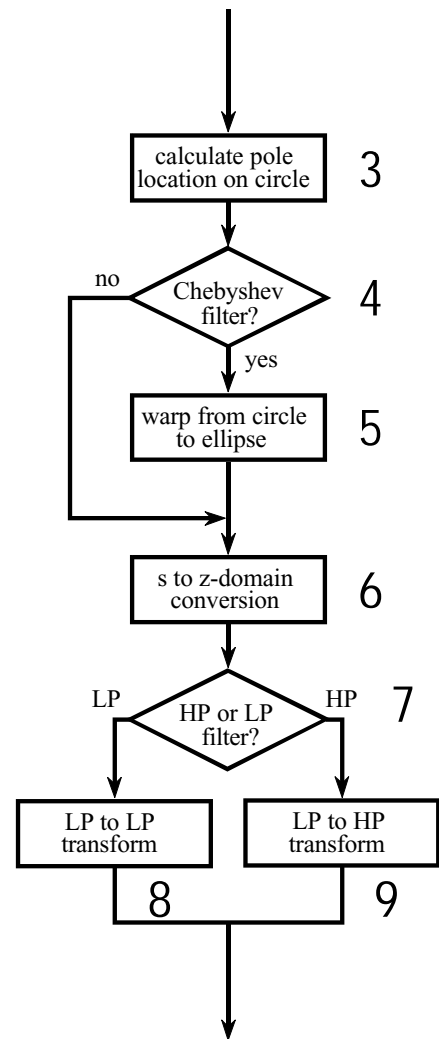 calculate pole
location on circle
3
Chebyshev
filter?
4
no
yes
warp from circle
to ellipse
5
s to z-domain
conversion
6
LP
HP
7
HP or LP
filter?
LP to LP
transform
LP to HP
transform
8
9